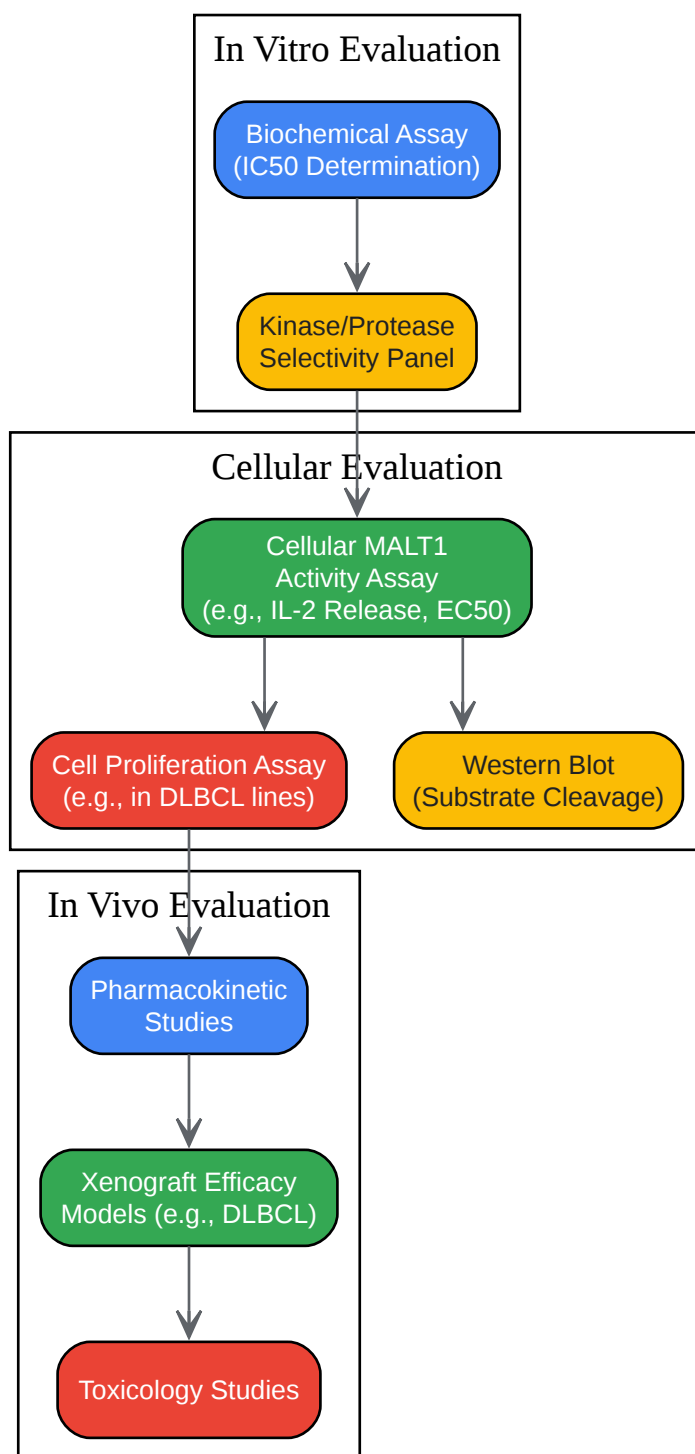 In Vitro Evaluation
Biochemical Assay
(IC50 Determination)
Kinase/Protease
Selectivity Panel
Cellular Evaluation
Cellular MALT1
Activity Assay
(e.g., IL-2 Release, EC50)
Cell Proliferation Assay
(e.g., in DLBCL lines)
Western Blot
(Substrate Cleavage)
In Vivo Evaluation
Pharmacokinetic
Studies
Xenograft Efficacy
Models (e.g., DLBCL)
Toxicology Studies